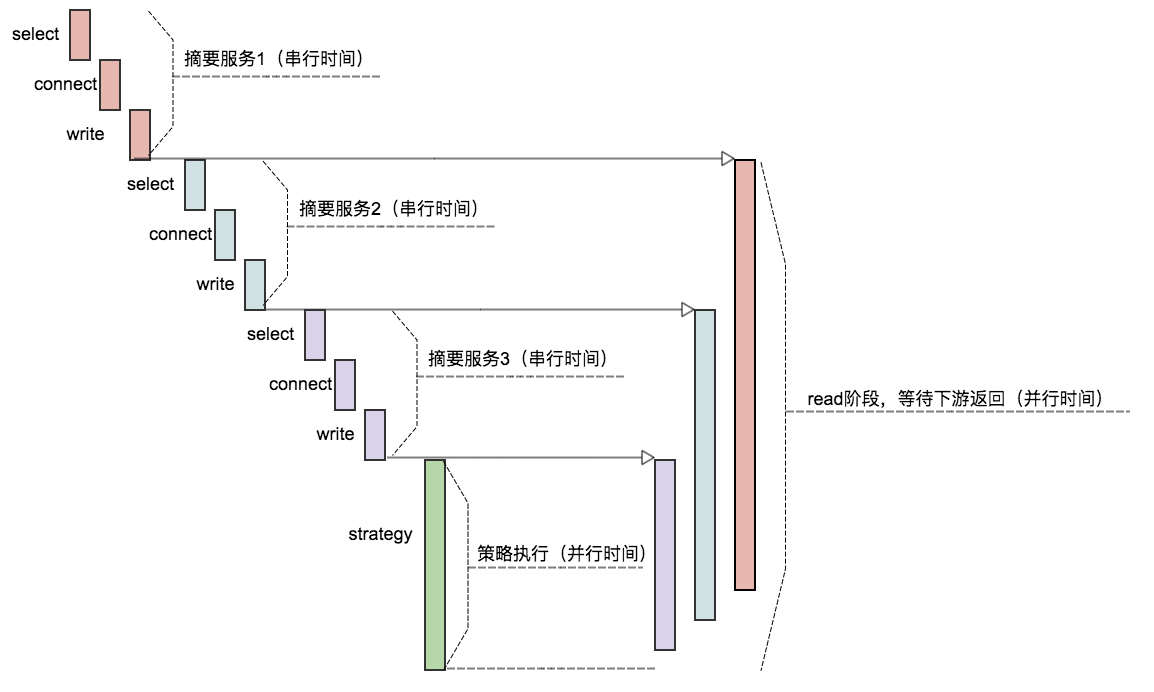 select
摘要服务1（串行时间）
connect
write
select
摘要服务2（串行时间）
connect
write
select
摘要服务3（串行时间）
connect
read阶段，等待下游返回（并行时间）
write
strategy
策略执行（并行时间）